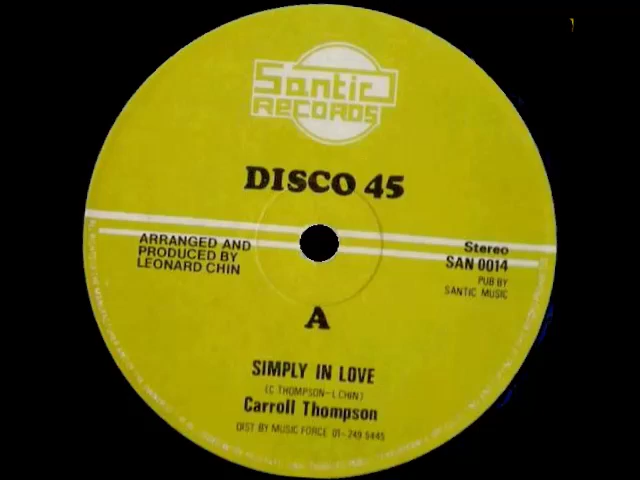 Santic
RECORDS
DISCO 45
ARRANGED AND
PRODUCED BY
LEONARD CHIN
Stereo
SAN 0014
PUB BY
SANTIC MUSIC
A
SIMPLY IN LOVE
(C THOMPSON-L CHIN)
Carroll Thompson
DIST BY MUSIC FORCE 01-249 5445